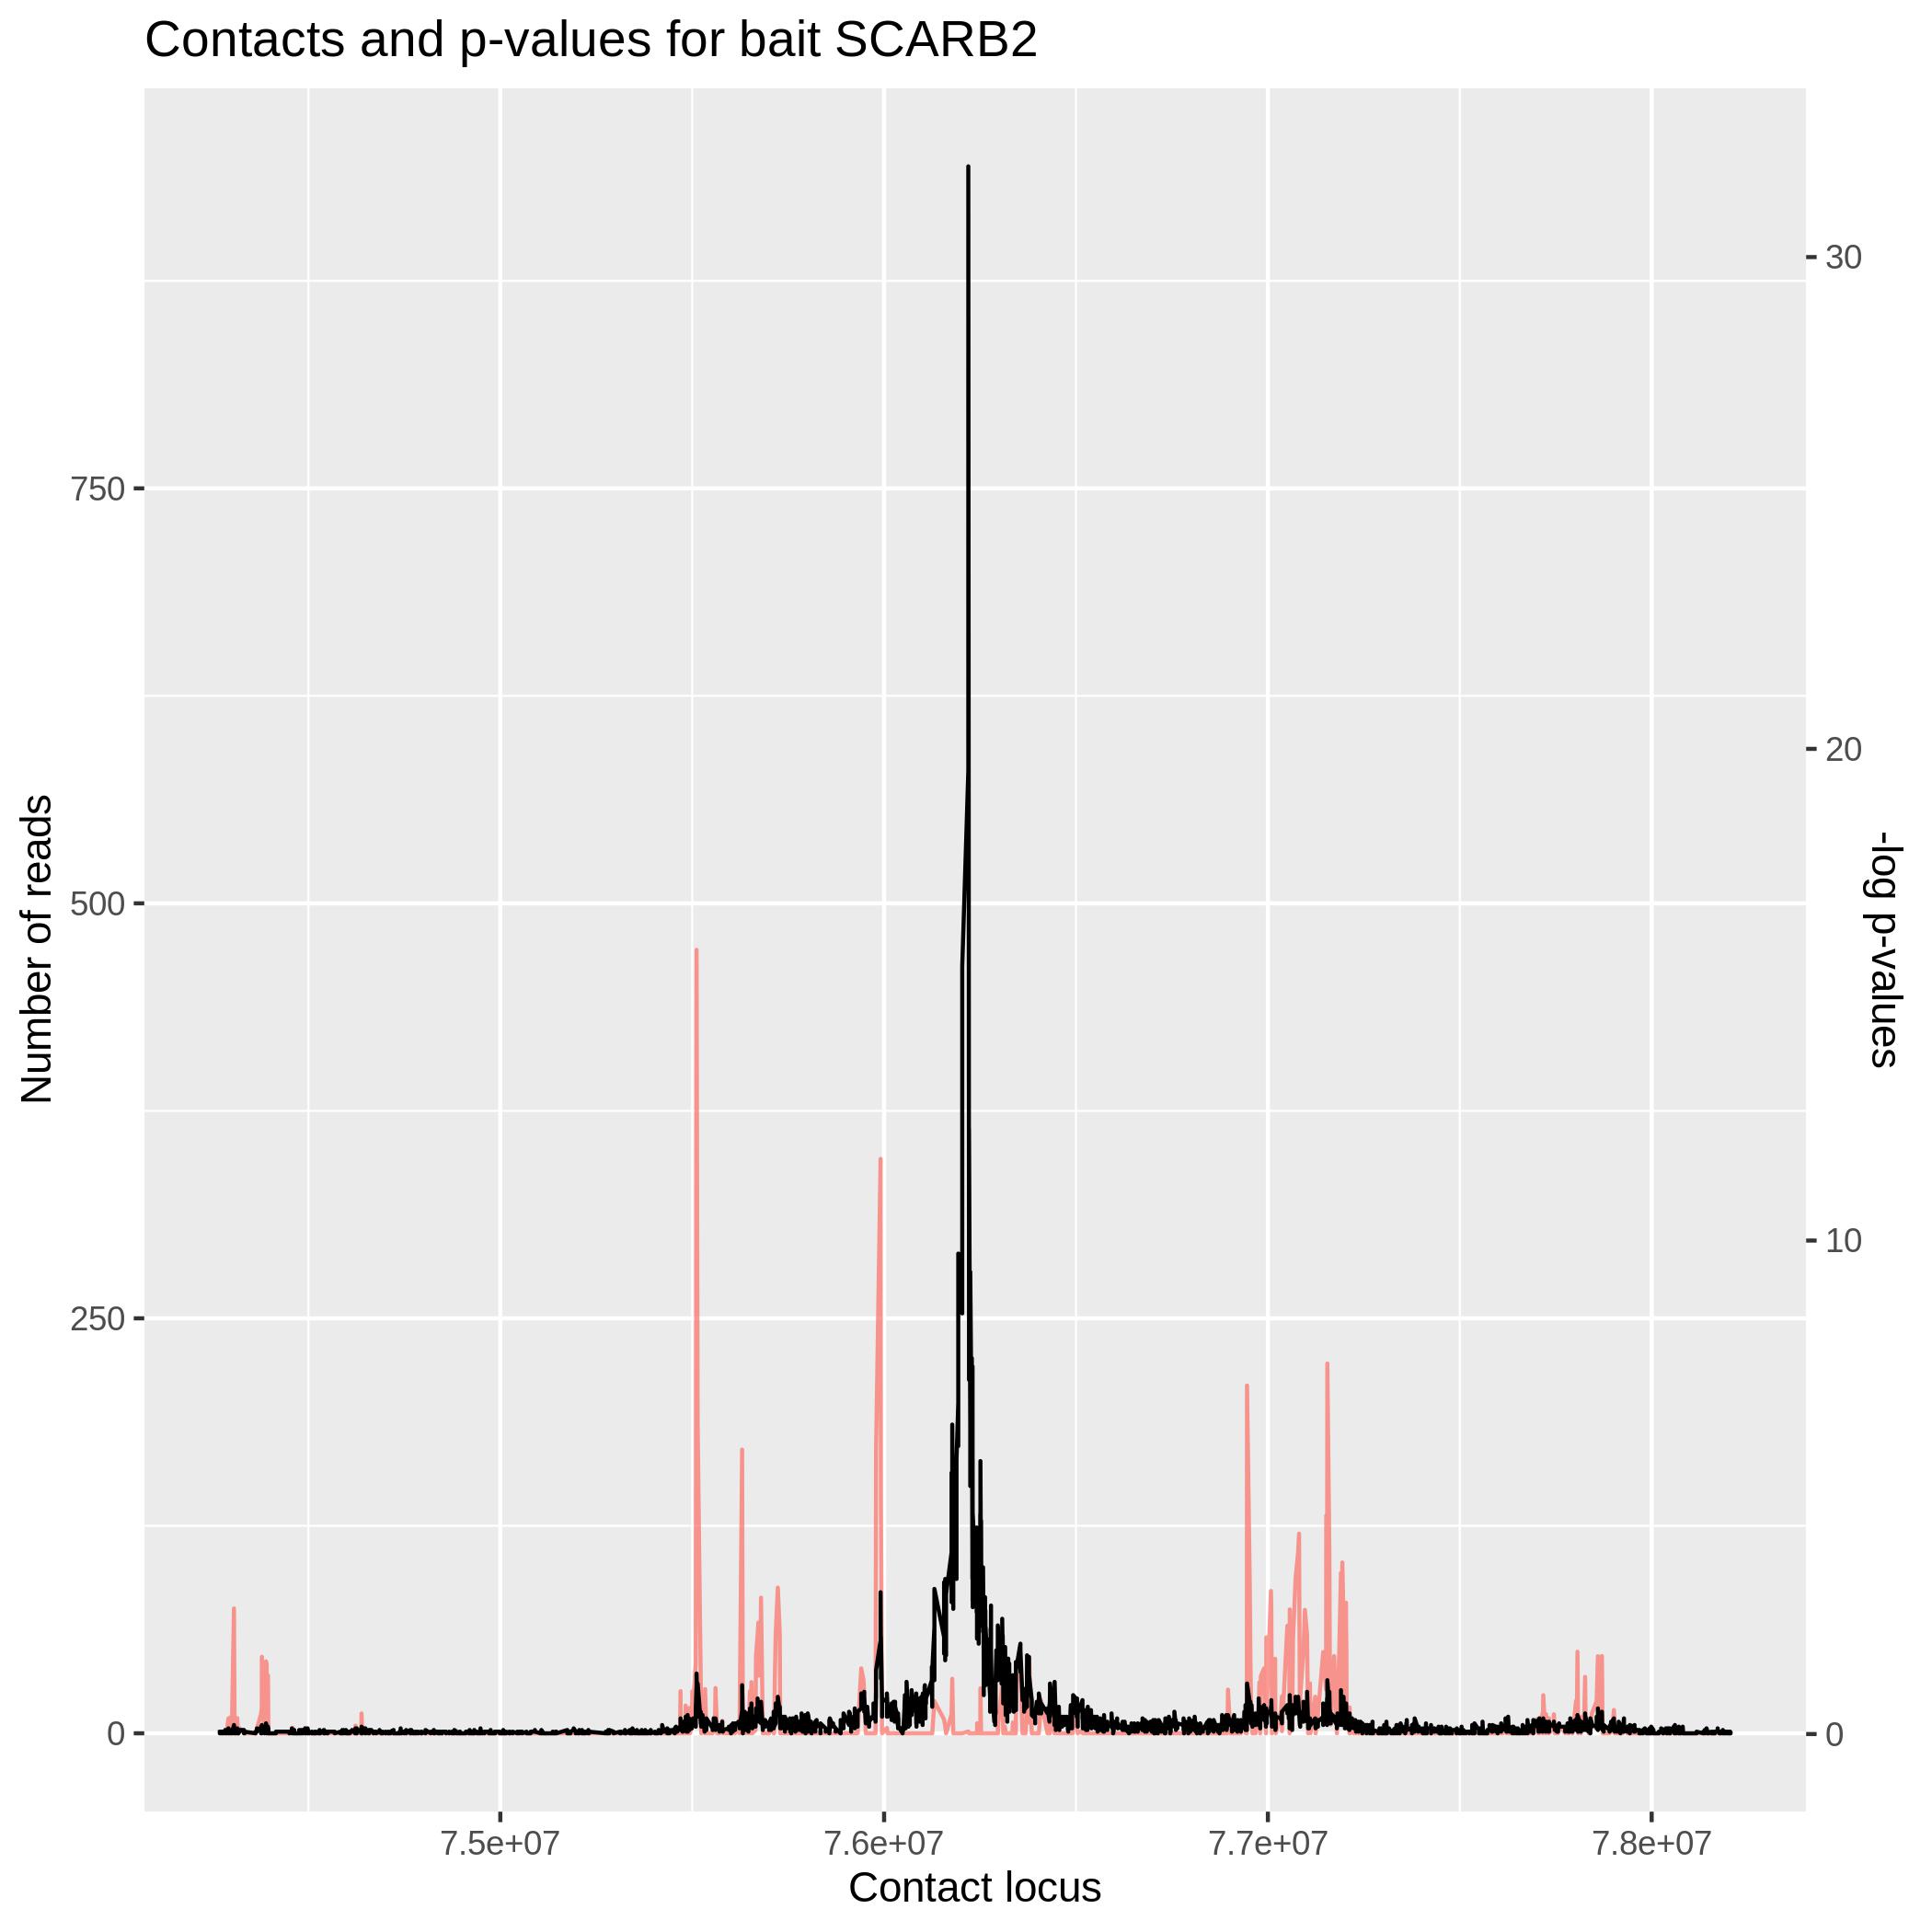 Contacts and p-values for bait SCARB2
Number of reads
750
500
250
0
30
20
10
0
-log p-values
7.5e+07 7.6e+07 7.7e+07 7.8e+07
Contact locus